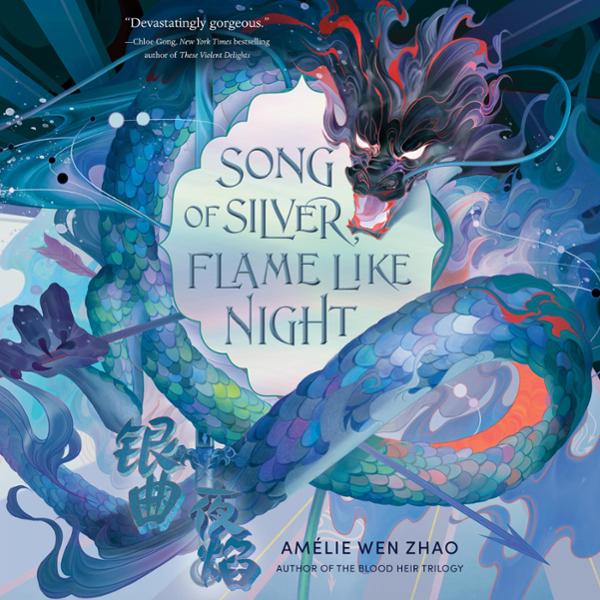 “Devastatingly gorgeous.”
—Chloe Gong, New York Times bestselling
author of These Violent Delights
SONG
OF SILVER,
FLAME LIKE
NIGHT
银曲
夜焰
AMÉLIE WEN ZHAO
AUTHOR OF THE BLOOD HEIR TRILOGY